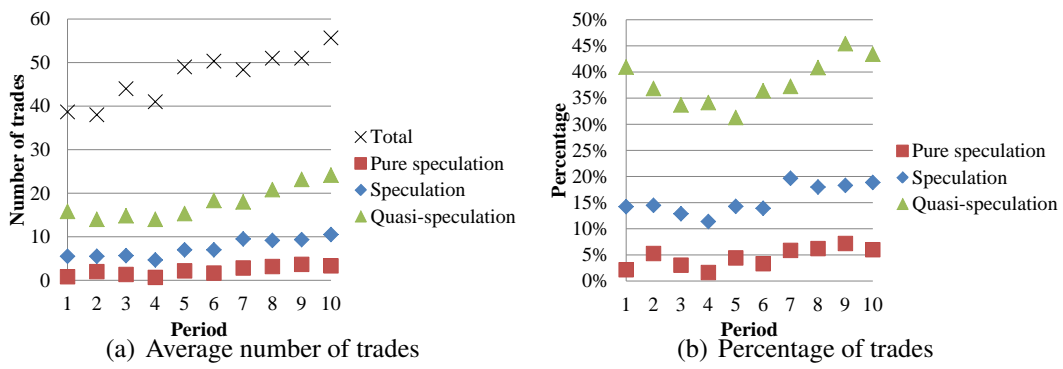 60
50
40
30
20
10
0
Number of trades
1 2 3 4 5 6 7 8 9 10
Period
Total
Pure speculation
Speculation
Quasi-speculation
(a) Average number of trades
50%
45%
40%
35%
30%
25%
20%
15%
10%
5%
0%
Percentage
1 2 3 4 5 6 7 8 9 10
Period
Pure speculation
Speculation
Quasi-speculation
(b) Percentage of trades